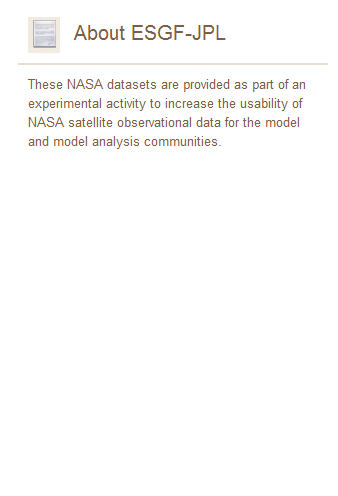 About ESGF-JPL
These NASA datasets are provided as part of an
experimental activity to increase the usability of
NASA satellite observational data for the model
and model analysis communities.